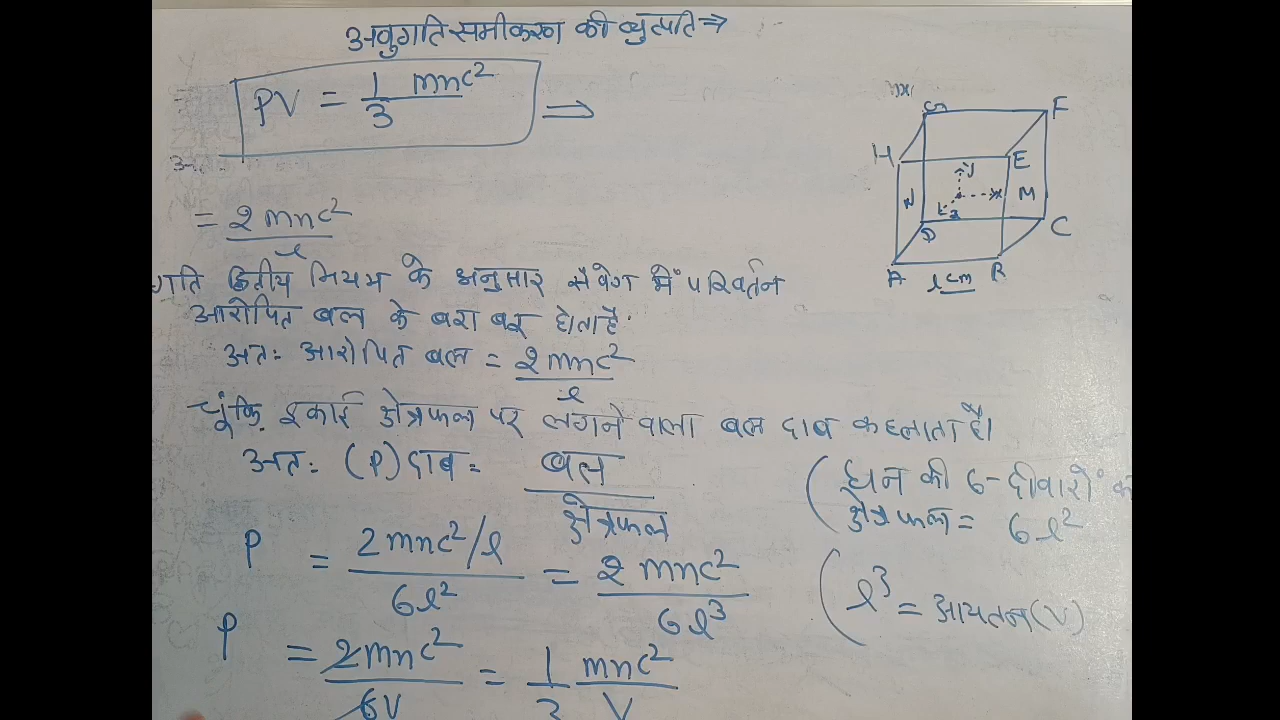 अणुगति समीकरण की व्युत्पति ⇒
PV = 1/3 mnc² ⇒
= 2mnc²/l
गति द्वितीय नियम के अनुसार संवेग में परिवर्तन
आरोपित बल के बराबर होता है
अतः आरोपित बल = 2mnc²/l
चूंकि इकाई क्षेत्रफल पर लगने वाला बल दाब कहलाता है।
अतः (P) दाब = बल/क्षेत्रफल
(घन की 6-दीवारों का
क्षेत्रफल = 6l²
P = 2mnc²/l / 6l² = 2mnc²/6l³
(l³ = आयतन(V)
P = 2mnc²/6V = 1/3 mnc²/V
G F
H E
y
N x M
z
D C
A B
l cm